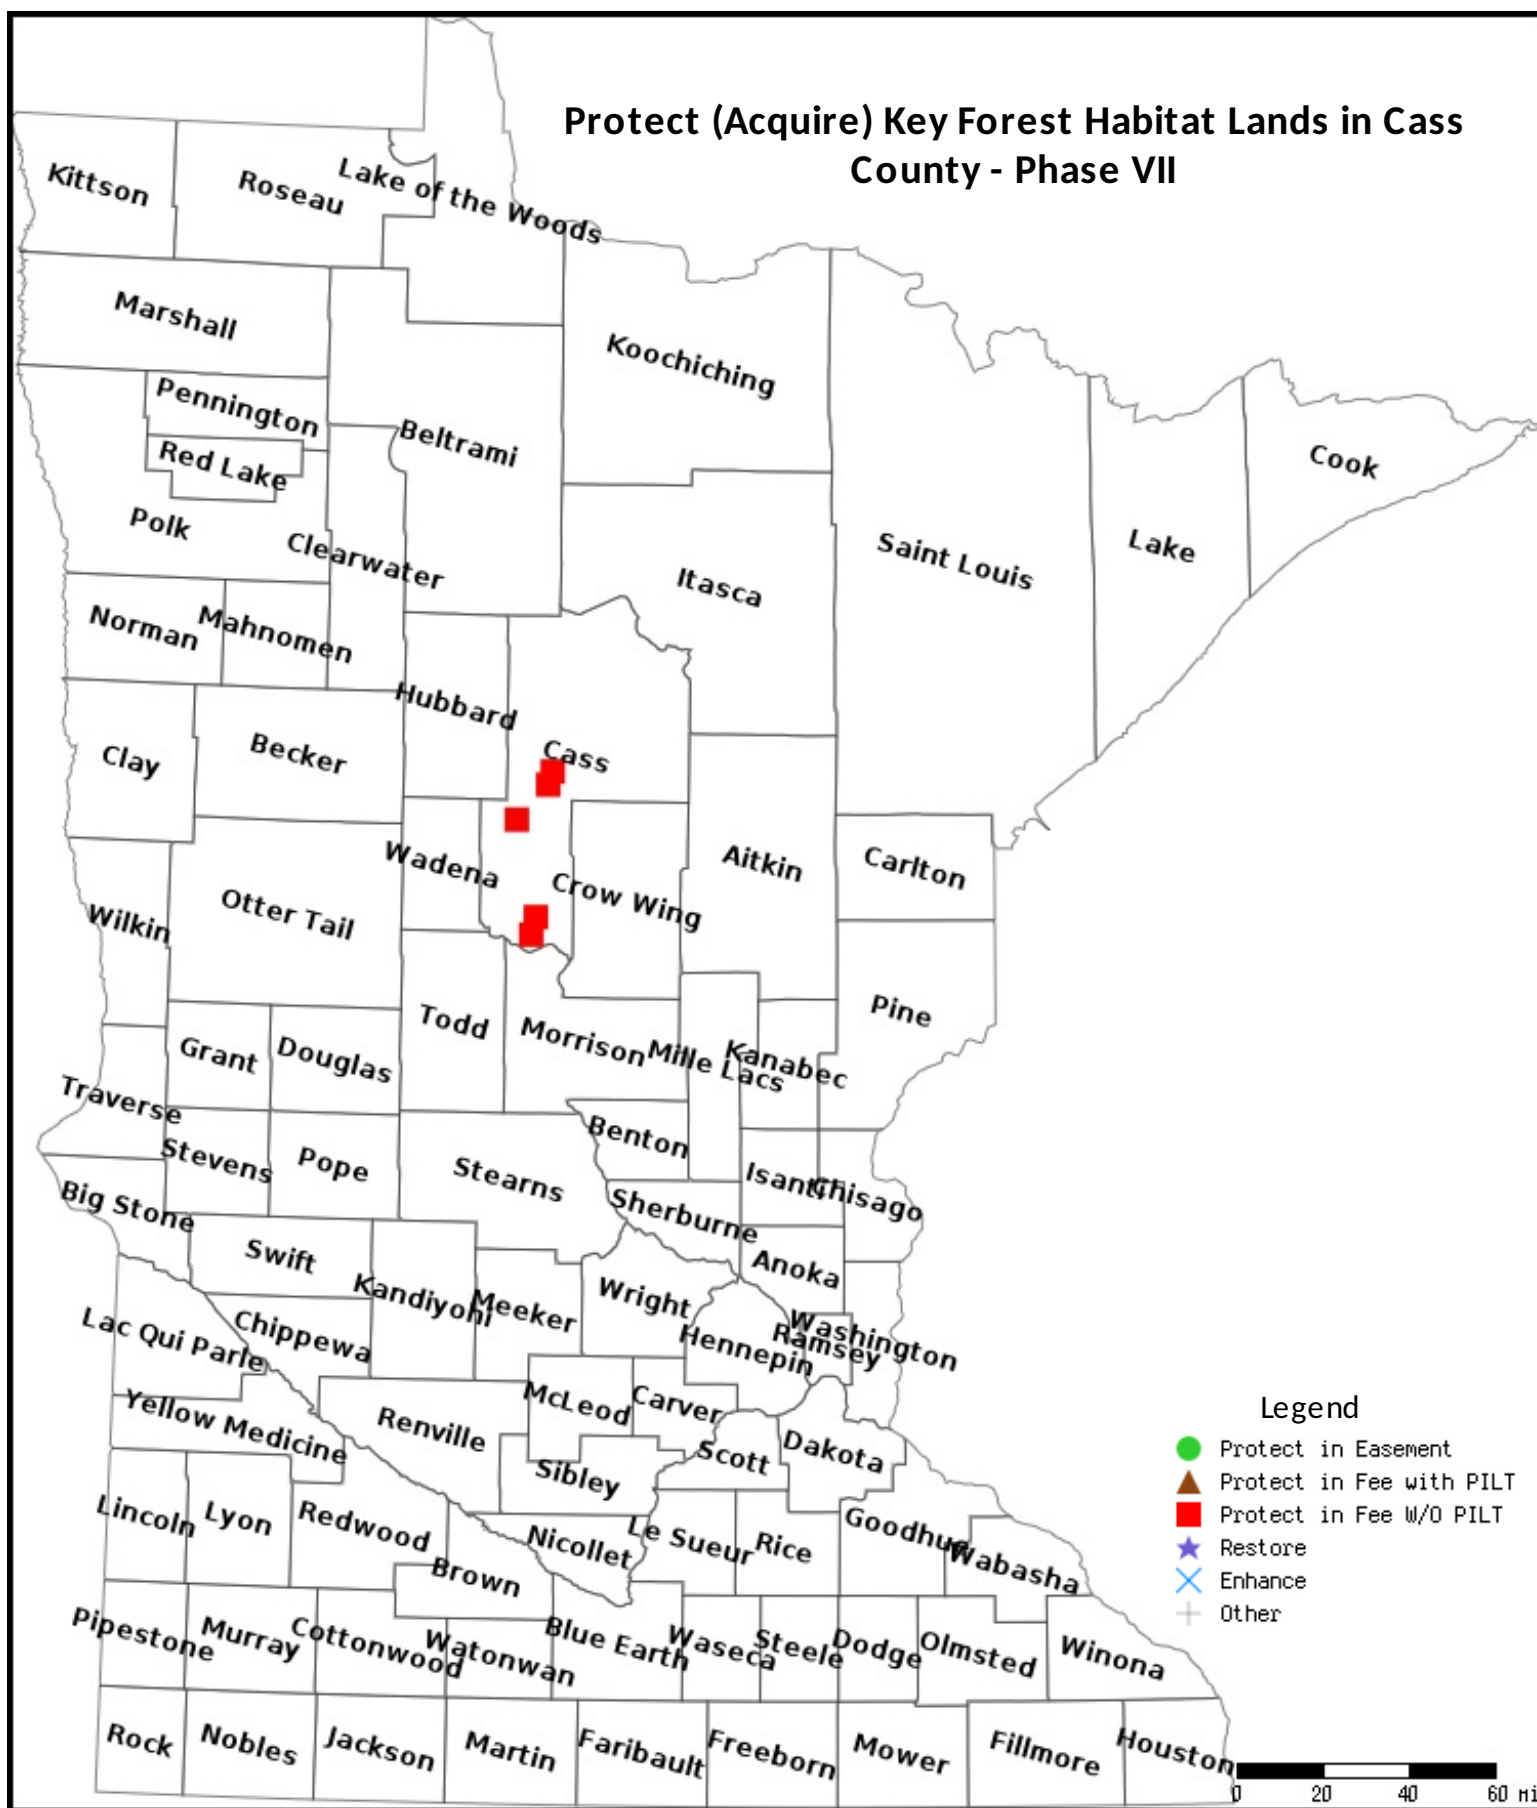 Protect (Acquire) Key Forest Habitat Lands in Cass
County - Phase VII
Kittson
Roseau
Lake of the Woods
Marshall
Koochiching
Pennington
Beltrami
Red Lake
Cook
Polk
Clearwater
Saint Louis
Lake
Itasca
Norman
Mahnomen
Hubbard
Clay
Becker
Cass
Wadena
Aitkin
Carlton
Otter Tail
Crow Wing
Wilkin
Todd
Morrison
Pine
Grant
Douglas
Mille Lacs
Kanabec
Traverse
Stevens
Pope
Stearns
Benton
Isanti
Chisago
Big Stone
Sherburne
Swift
Anoka
Kandiyohi
Meeker
Wright
Lac Qui Parle
Chippewa
Hennepin
Ramsey
Washington
McLeod
Carver
Yellow Medicine
Renville
Scott
Dakota
Sibley
Lincoln
Lyon
Redwood
Nicollet
Le Sueur
Rice
Goodhue
Wabasha
Brown
Pipestone
Murray
Cottonwood
Watonwan
Blue Earth
Waseca
Steele
Dodge
Olmsted
Winona
Rock
Nobles
Jackson
Martin
Faribault
Freeborn
Mower
Fillmore
Houston
Legend
Protect in Easement
Protect in Fee with PILT
Protect in Fee W/O PILT
Restore
Enhance
Other
0 20 40 60 Mi